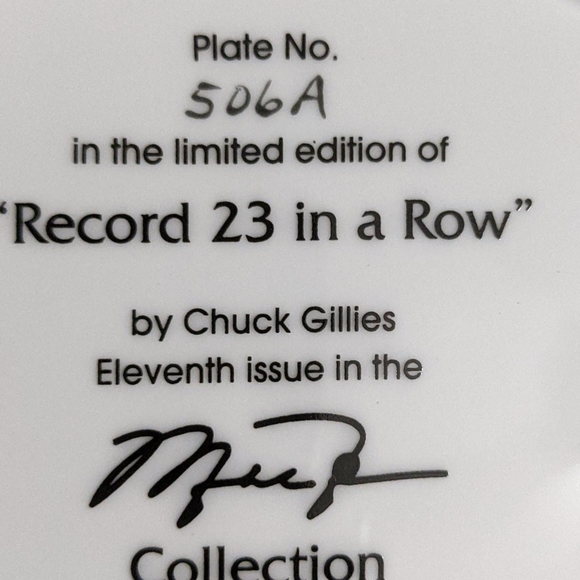 Plate No.
506A
in the limited edition of
“Record 23 in a Row”
by Chuck Gillies
Eleventh issue in the
Collection